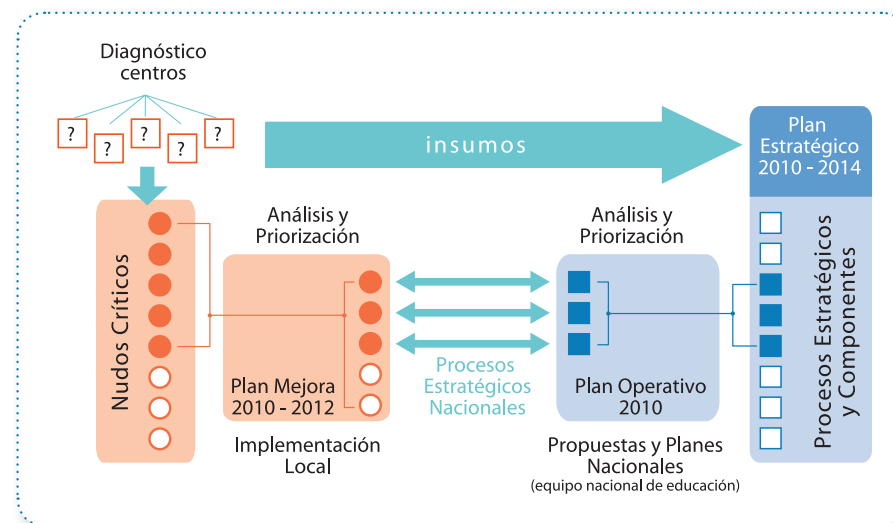 Diagnóstico
centros
?
?
?
?
?
insumos
Plan
Estratégico
2010 - 2014
Nudos Críticos
Análisis y
Priorización
Plan Mejora
2010 - 2012
Implementación
Local
Procesos
Estratégicos
Nacionales
Análisis y
Priorización
Plan Operativo
2010
Propuestas y Planes
Nacionales
(equipo nacional de educación)
Procesos Estratégicos
y Componentes